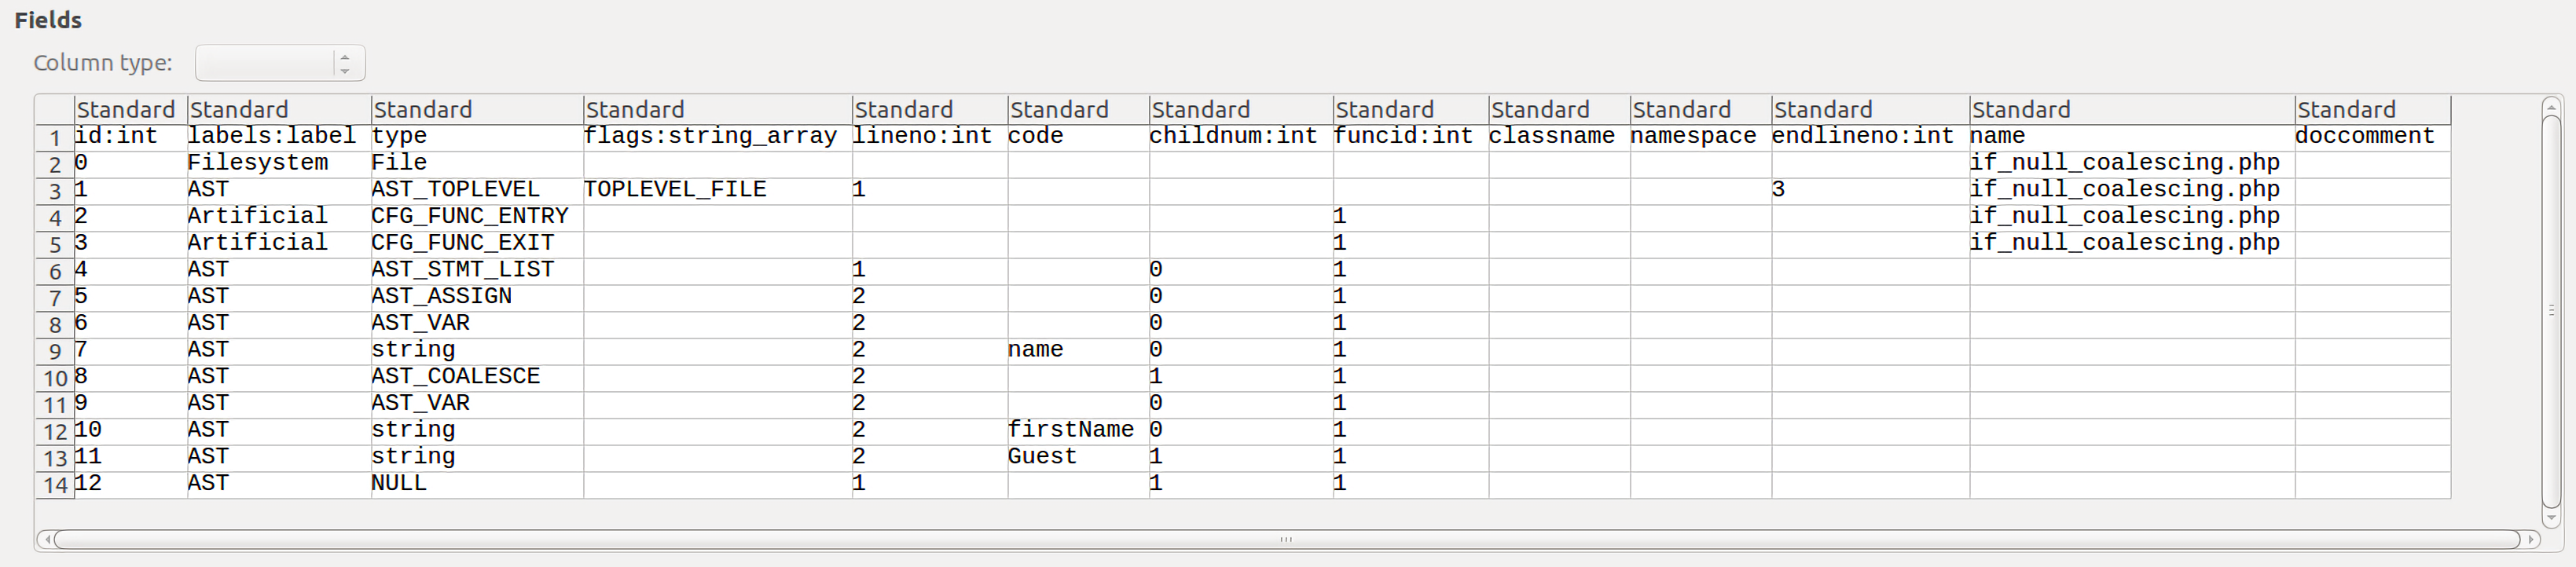 Fields
Column type:
Standard Standard Standard Standard Standard Standard Standard Standard Standard Standard Standard Standard Standard
1 id:int labels:label type flags:string_array lineno:int code childnum:int funcid:int classname namespace endlineno:int name doccomment
2 0 Filesystem File if_null_coalescing.php
3 1 AST AST_TOPLEVEL TOPLEVEL_FILE 1 3 if_null_coalescing.php
4 2 Artificial CFG_FUNC_ENTRY 1 if_null_coalescing.php
5 3 Artificial CFG_FUNC_EXIT 1 if_null_coalescing.php
6 4 AST AST_STMT_LIST 1 0 1
7 5 AST AST_ASSIGN 2 0 1
8 6 AST AST_VAR 2 0 1
9 7 AST string 2 name 0 1
10 8 AST AST_COALESCE 2 1 1
11 9 AST AST_VAR 2 0 1
12 10 AST string 2 firstName 0 1
13 11 AST string 2 Guest 1 1
14 12 AST NULL 1 1 1